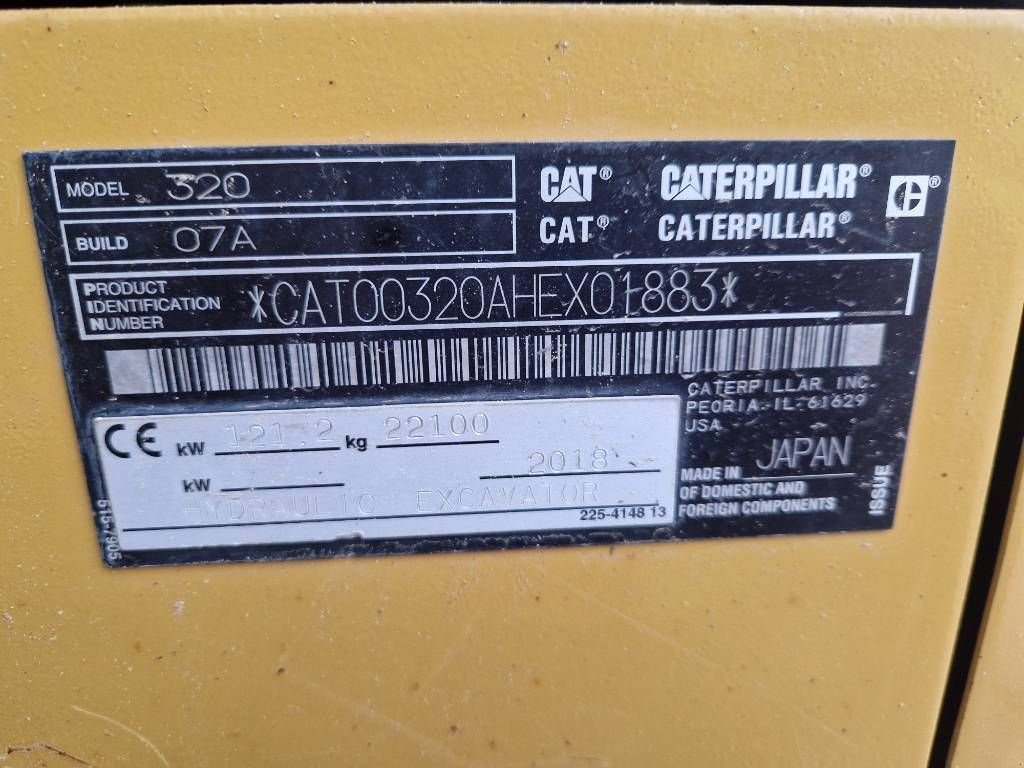 MODEL 320
BUILD 07A
CAT® CATERPILLAR® ®
CAT® CATERPILLAR®
PRODUCT
IDENTIFICATION
NUMBER
*CAT00320AHEX01883*
CATERPILLAR INC.
PEORIA IL 61629
USA
CE kW 121.2 kg 22100
kW 2018
HYDRAULIC EXCAVATOR
225-4148 13
515-7905
MADE IN JAPAN
OF DOMESTIC AND
FOREIGN COMPONENTS
ISSUE